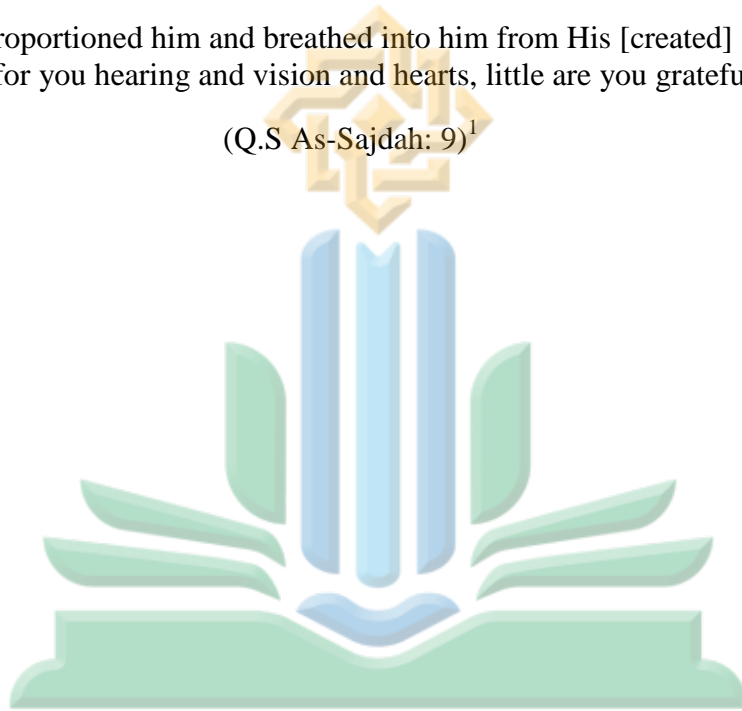 roportioned him and breathed into him from His [created]
for you hearing and vision and hearts, little are you gratefu
(Q.S As-Sajdah: 9)¹